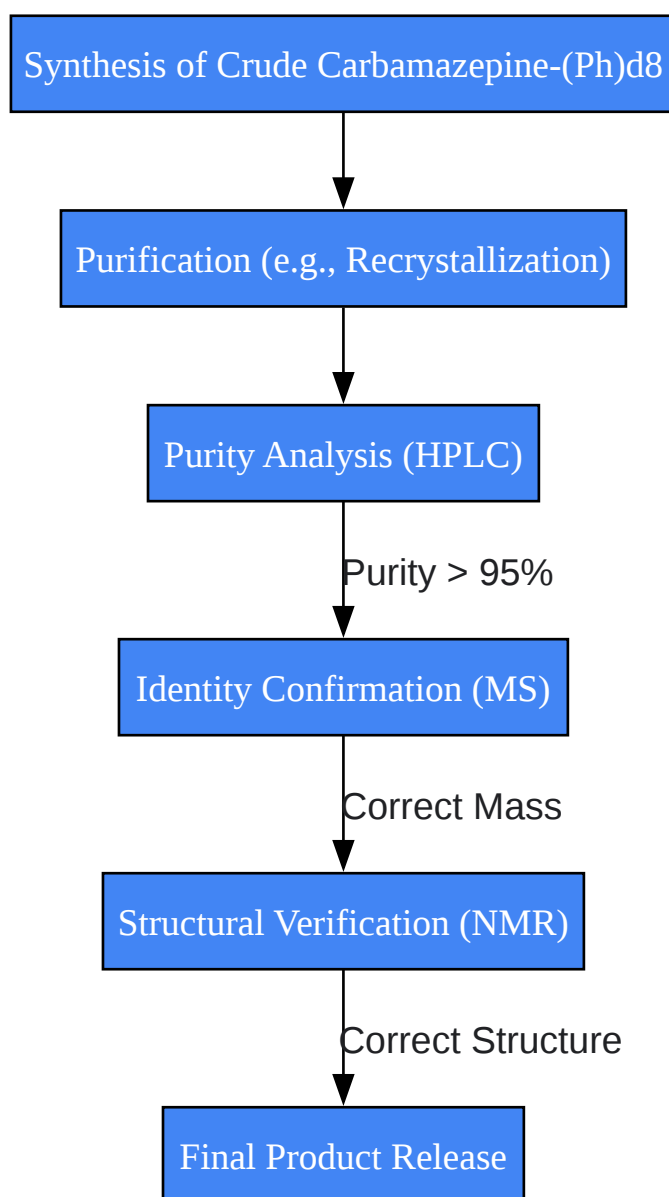 Synthesis of Crude Carbamazepine-(Ph)d8
Purification (e.g., Recrystallization)
Purity Analysis (HPLC)
Purity > 95%
Identity Confirmation (MS)
Correct Mass
Structural Verification (NMR)
Correct Structure
Final Product Release